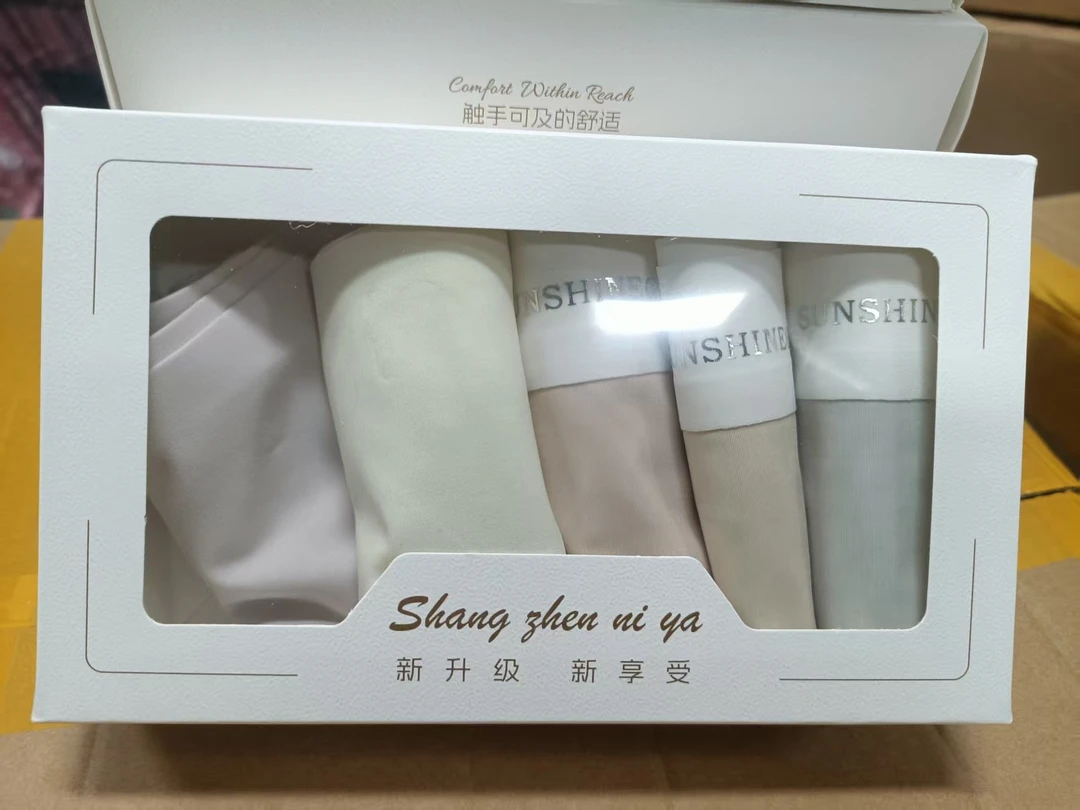 Comfort Within Reach
触手可及的舒适
SUNSHIN
Shang zhen ni ya
新升级 新享受